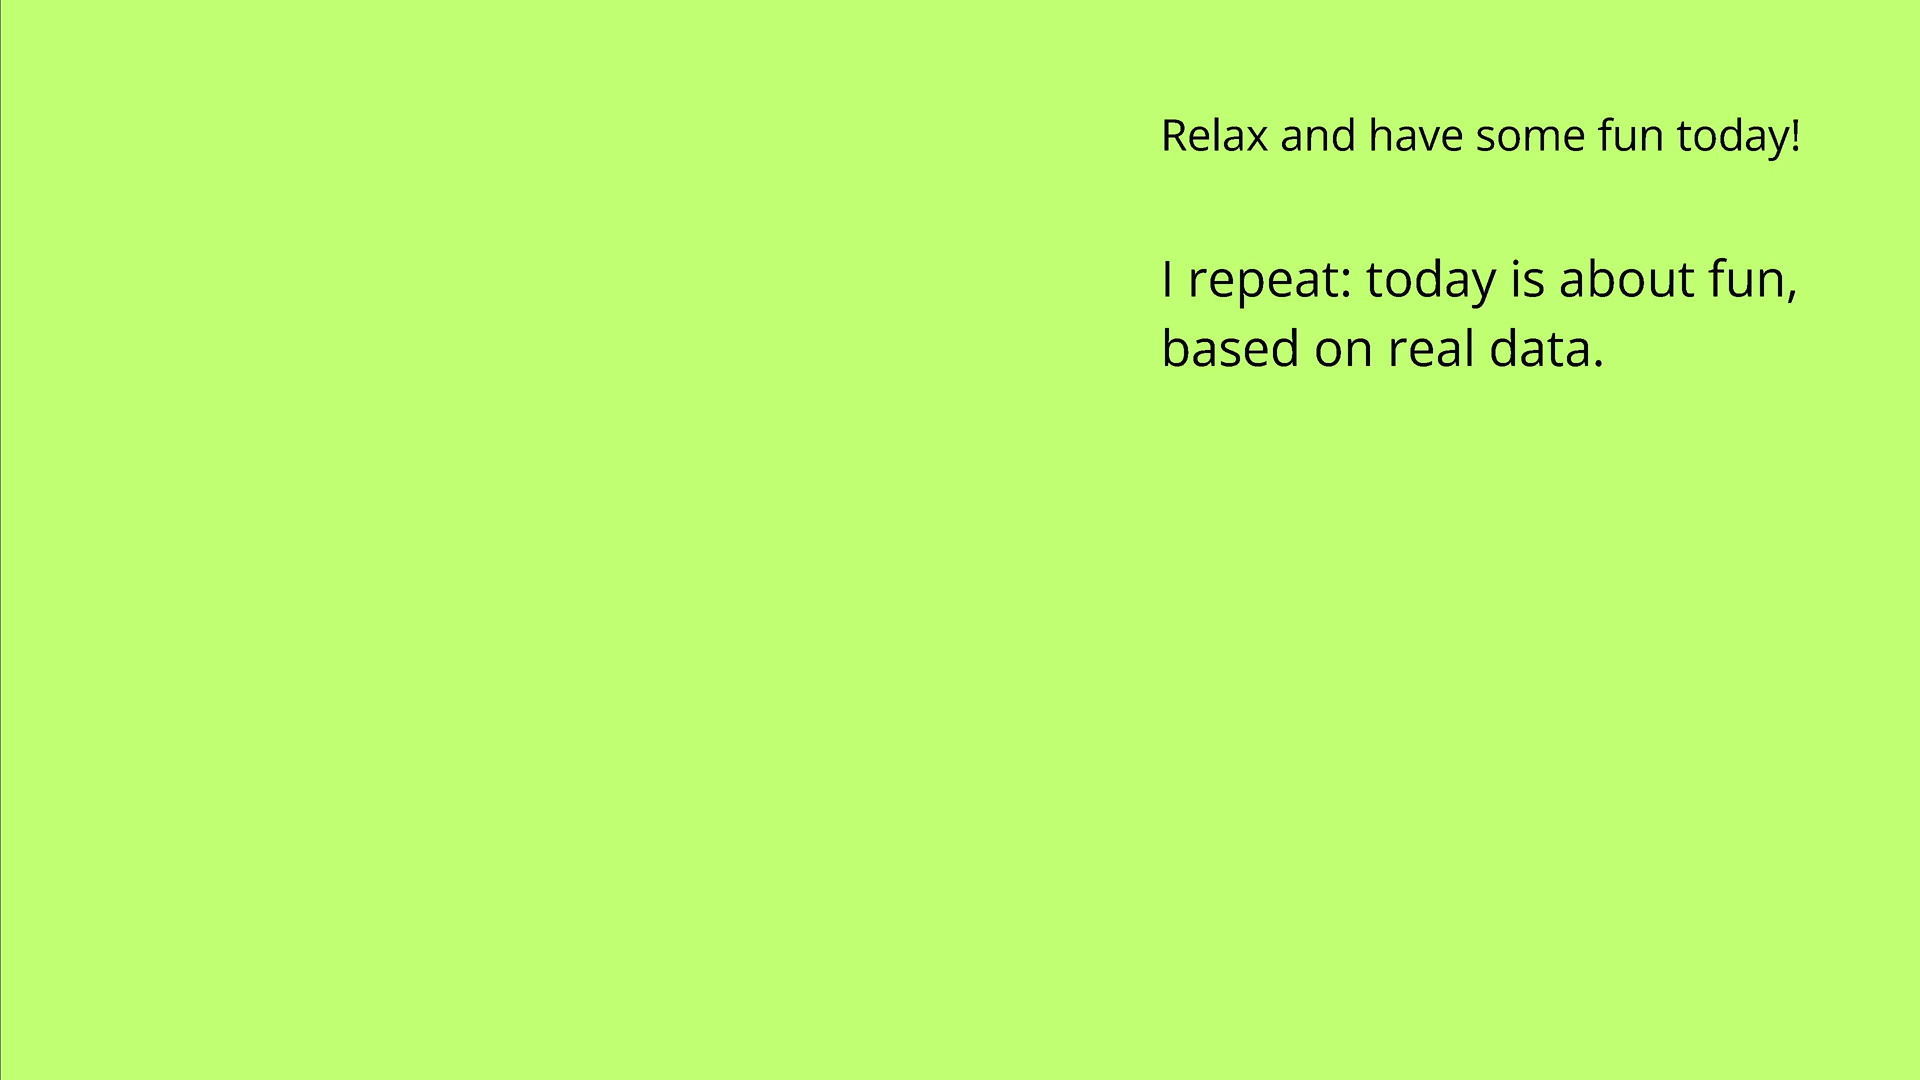 Relax and have some fun today!
I repeat: today is about fun,
based on real data.